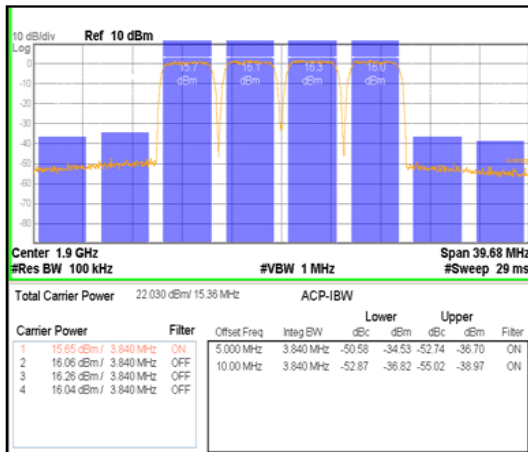 10 dB/div Ref 10 dBm
Log
0
-10
-20
-30
-40
-50
-60
-70
-80
15.7 16.1 16.3 16.0
dBm dBm dBm dBm
Average
Center 1.9 GHz Span 39.68 MHz
#Res BW 100 kHz #VBW 1 MHz #Sweep 29 ms
Total Carrier Power 22.030 dBm/ 15.36 MHz ACP-IBW
Lower Upper
Carrier Power Filter Offset Freq Integ BW dBc dBm dBc dBm Filter
1 15.65 dBm / 3.840 MHz ON 5.000 MHz 3.840 MHz -50.58 -34.53 -52.74 -36.70 ON
2 16.06 dBm / 3.840 MHz OFF 10.00 MHz 3.840 MHz -52.87 -36.82 -55.02 -38.97 ON
3 16.26 dBm / 3.840 MHz OFF
4 16.04 dBm / 3.840 MHz OFF